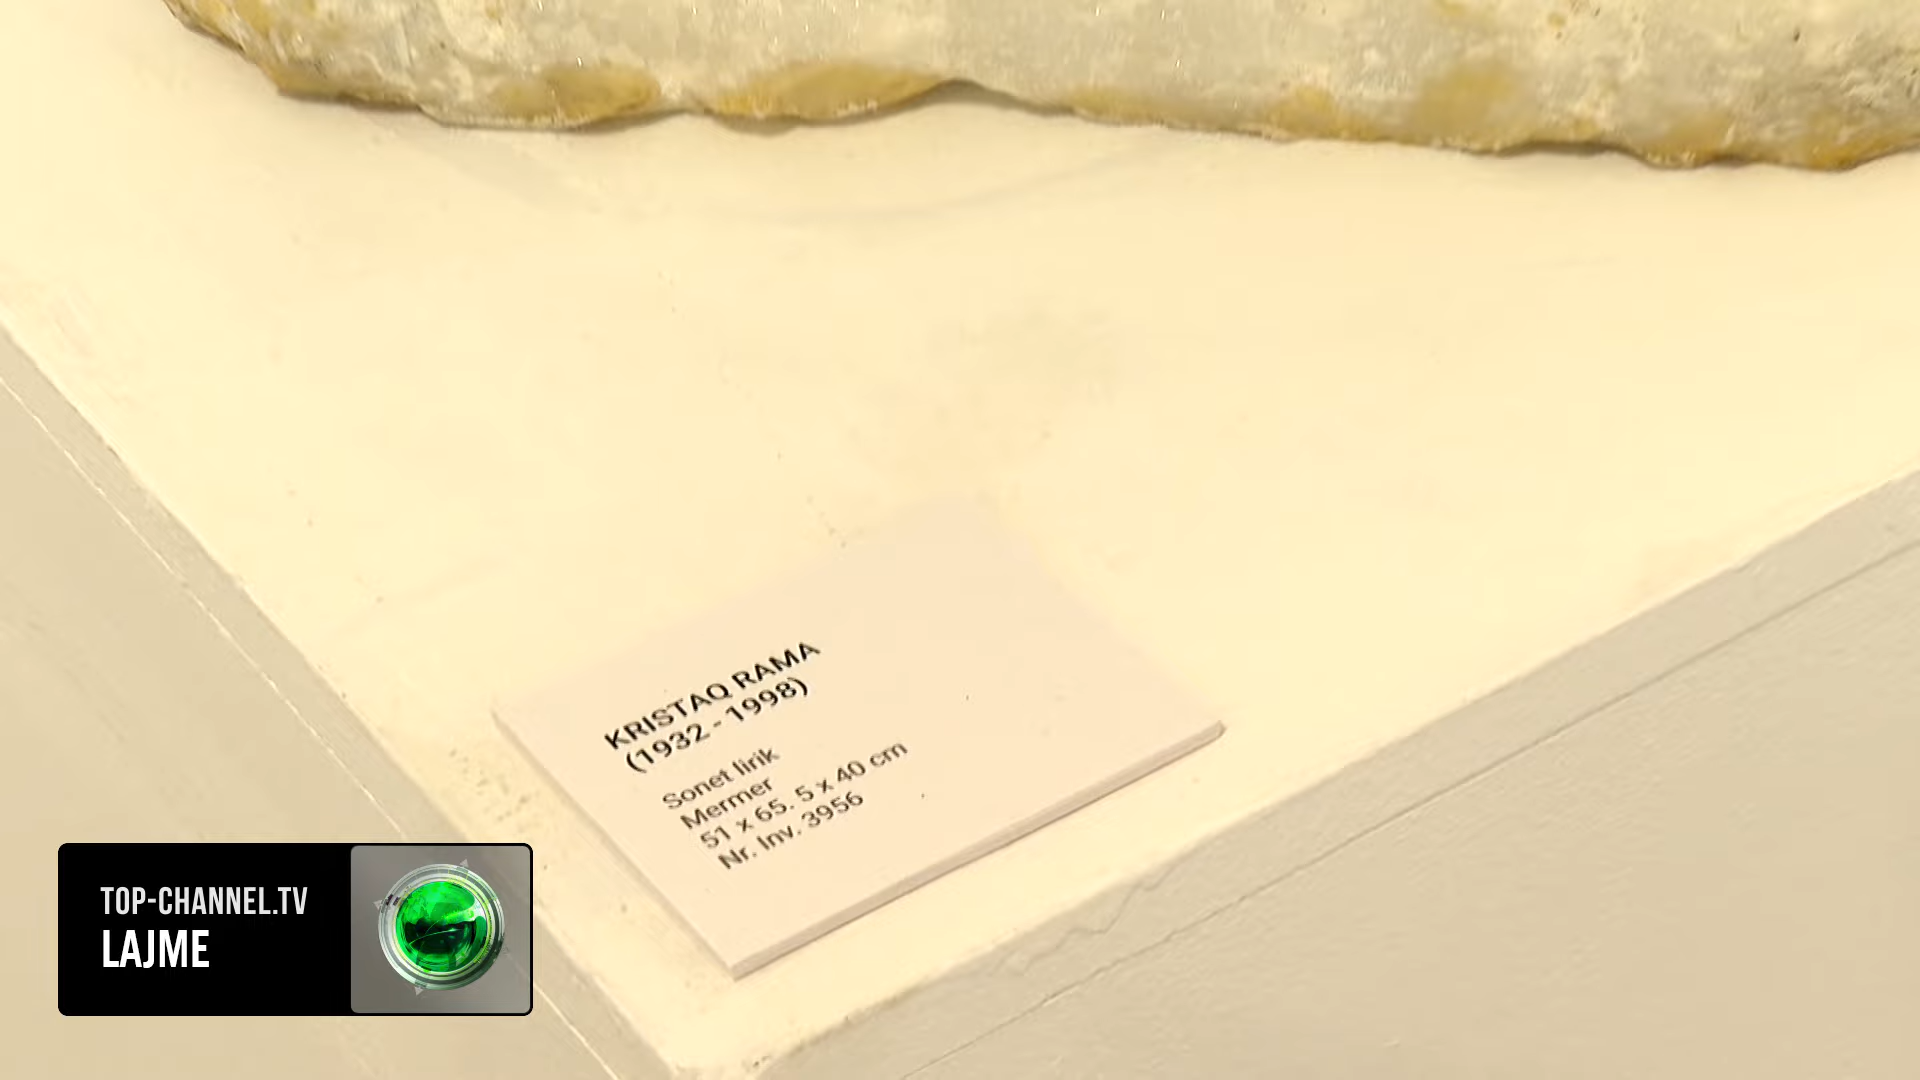 KRISTAQ RAMA
(1932 - 1998)
Sonet lirik
Mermer
51 x 65. 5 x 40 cm
Nr. Inv. 3956
TOP-CHANNEL.TV
LAJME